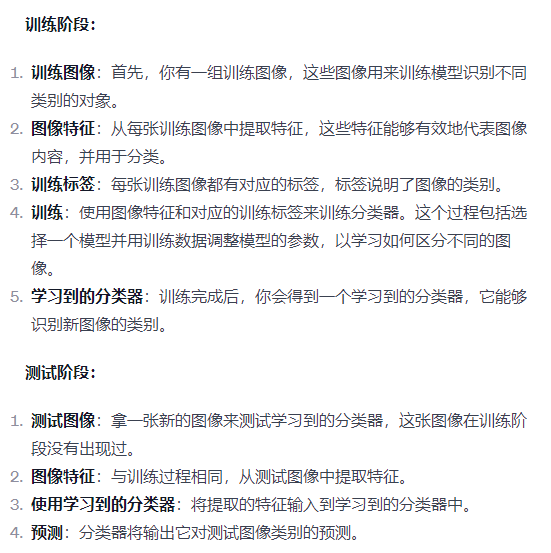 训练阶段：
1. 训练图像：首先，你有一组训练图像，这些图像用来训练模型识别不同
类别的对象。
2. 图像特征：从每张训练图像中提取特征，这些特征能够有效地代表图像
内容，并用于分类。
3. 训练标签：每张训练图像都有对应的标签，标签说明了图像的类别。
4. 训练：使用图像特征和对应的训练标签来训练分类器。这个过程包括选
择一个模型并用训练数据调整模型的参数，以学习如何区分不同的图
像。
5. 学习到的分类器：训练完成后，你会得到一个学习到的分类器，它能够
识别新图像的类别。
测试阶段：
1. 测试图像：拿一张新的图像来测试学习到的分类器，这张图像在训练阶
段没有出现过。
2. 图像特征：与训练过程相同，从测试图像中提取特征。
3. 使用学习到的分类器：将提取的特征输入到学习到的分类器中。
4. 预测：分类器将输出它对测试图像类别的预测。